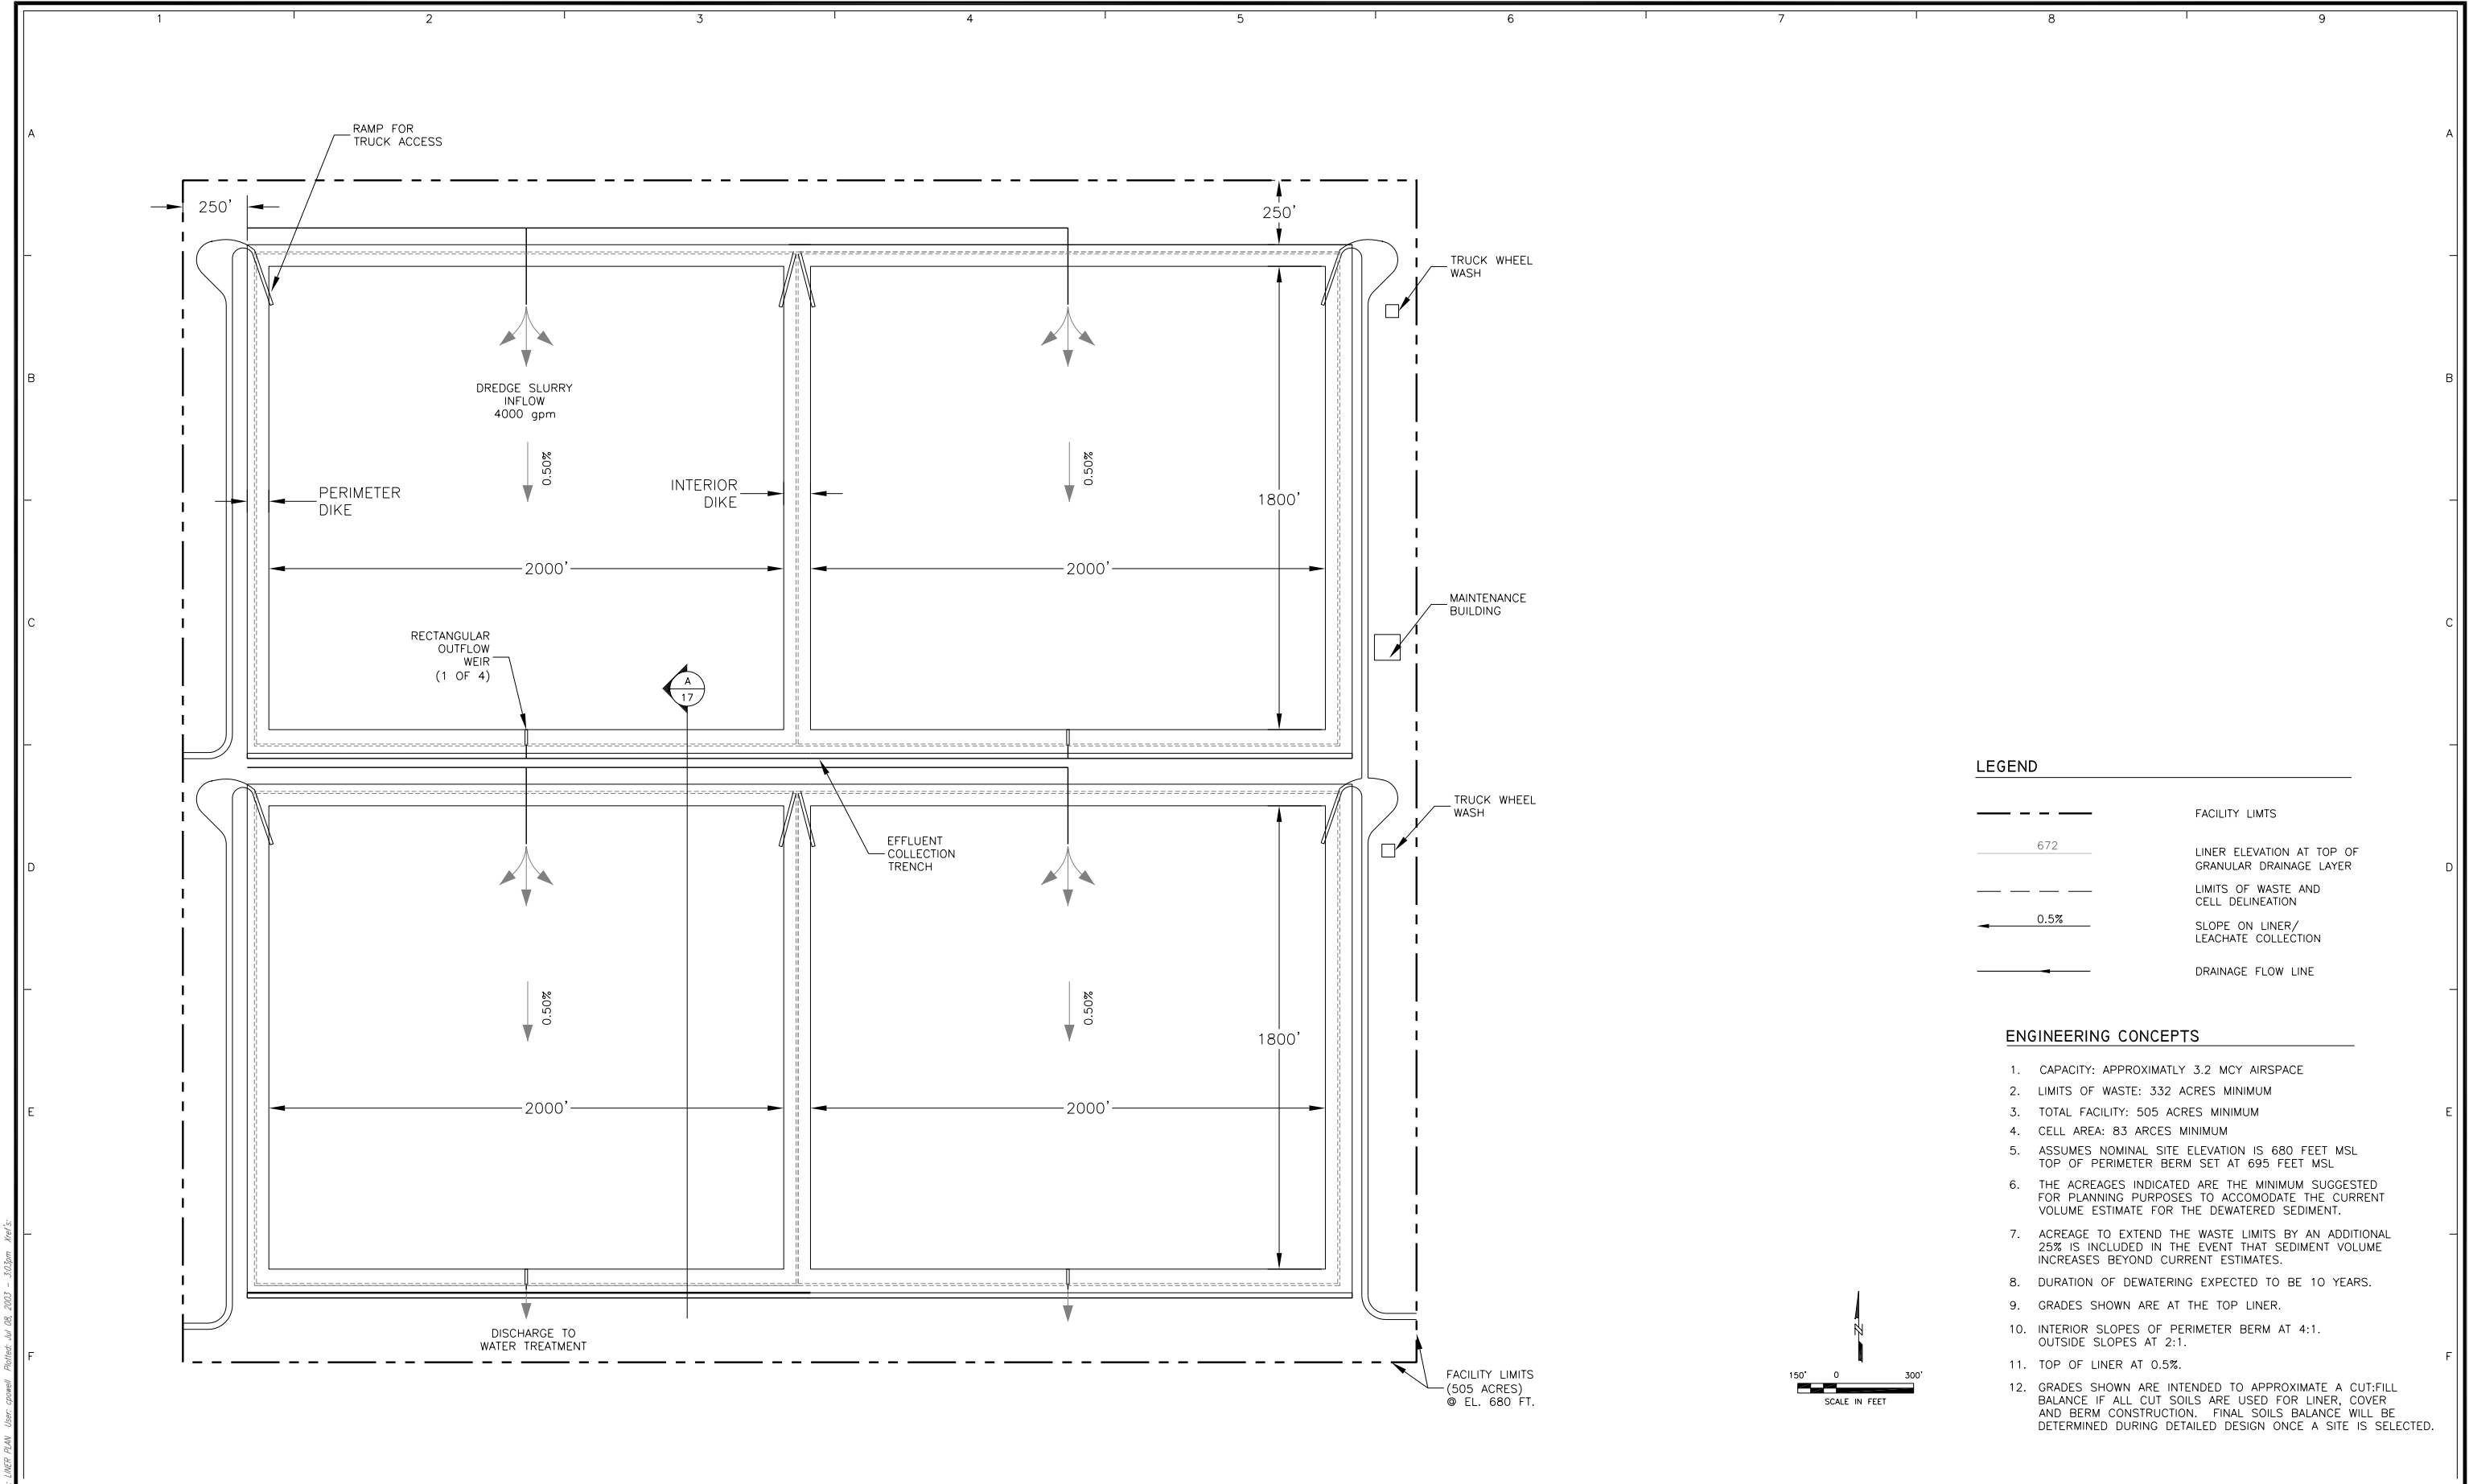 1 2 3 4 5 6 7 8 9
A
A
B
B
C
C
D
D
E
E
F
F
RAMP FOR
TRUCK ACCESS
250'
250'
TRUCK WHEEL
WASH
DREDGE SLURRY
INFLOW
4000 gpm
0.50%
0.50%
PERIMETER
DIKE
INTERIOR
DIKE
1800'
2000'
2000'
MAINTENANCE
BUILDING
RECTANGULAR
OUTFLOW
WEIR
(1 OF 4)
A
17
TRUCK WHEEL
WASH
EFFLUENT
COLLECTION
TRENCH
0.50%
0.50%
1800'
2000'
2000'
DISCHARGE TO
WATER TREATMENT
FACILITY LIMITS
(505 ACRES)
@ EL. 680 FT.
N
150' 0 300'
SCALE IN FEET
LEGEND
FACILITY LIMTS
672
LINER ELEVATION AT TOP OF
GRANULAR DRAINAGE LAYER
LIMITS OF WASTE AND
CELL DELINEATION
0.5%
SLOPE ON LINER/
LEACHATE COLLECTION
DRAINAGE FLOW LINE
ENGINEERING CONCEPTS
1. CAPACITY: APPROXIMATLY 3.2 MCY AIRSPACE
2. LIMITS OF WASTE: 332 ACRES MINIMUM
3. TOTAL FACILITY: 505 ACRES MINIMUM
4. CELL AREA: 83 ARCES MINIMUM
5. ASSUMES NOMINAL SITE ELEVATION IS 680 FEET MSL
TOP OF PERIMETER BERM SET AT 695 FEET MSL
6. THE ACREAGES INDICATED ARE THE MINIMUM SUGGESTED
FOR PLANNING PURPOSES TO ACCOMODATE THE CURRENT
VOLUME ESTIMATE FOR THE DEWATERED SEDIMENT.
7. ACREAGE TO EXTEND THE WASTE LIMITS BY AN ADDITIONAL
25% IS INCLUDED IN THE EVENT THAT SEDIMENT VOLUME
INCREASES BEYOND CURRENT ESTIMATES.
8. DURATION OF DEWATERING EXPECTED TO BE 10 YEARS.
9. GRADES SHOWN ARE AT THE TOP LINER.
10. INTERIOR SLOPES OF PERIMETER BERM AT 4:1.
OUTSIDE SLOPES AT 2:1.
11. TOP OF LINER AT 0.5%.
12. GRADES SHOWN ARE INTENDED TO APPROXIMATE A CUT:FILL
BALANCE IF ALL CUT SOILS ARE USED FOR LINER, COVER
AND BERM CONSTRUCTION. FINAL SOILS BALANCE WILL BE
DETERMINED DURING DETAILED DESIGN ONCE A SITE IS SELECTED.
: LINER PLAN User: cpowell Plotted: Jul 08, 2003 - 3:03pm Xref's: